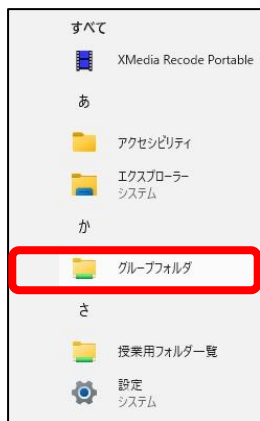 すべて
XMedia Recode Portable
あ
アクセシビリティ
エクスプローラー
システム
か
グループフォルダ
さ
授業用フォルダ一覧
設定
システム